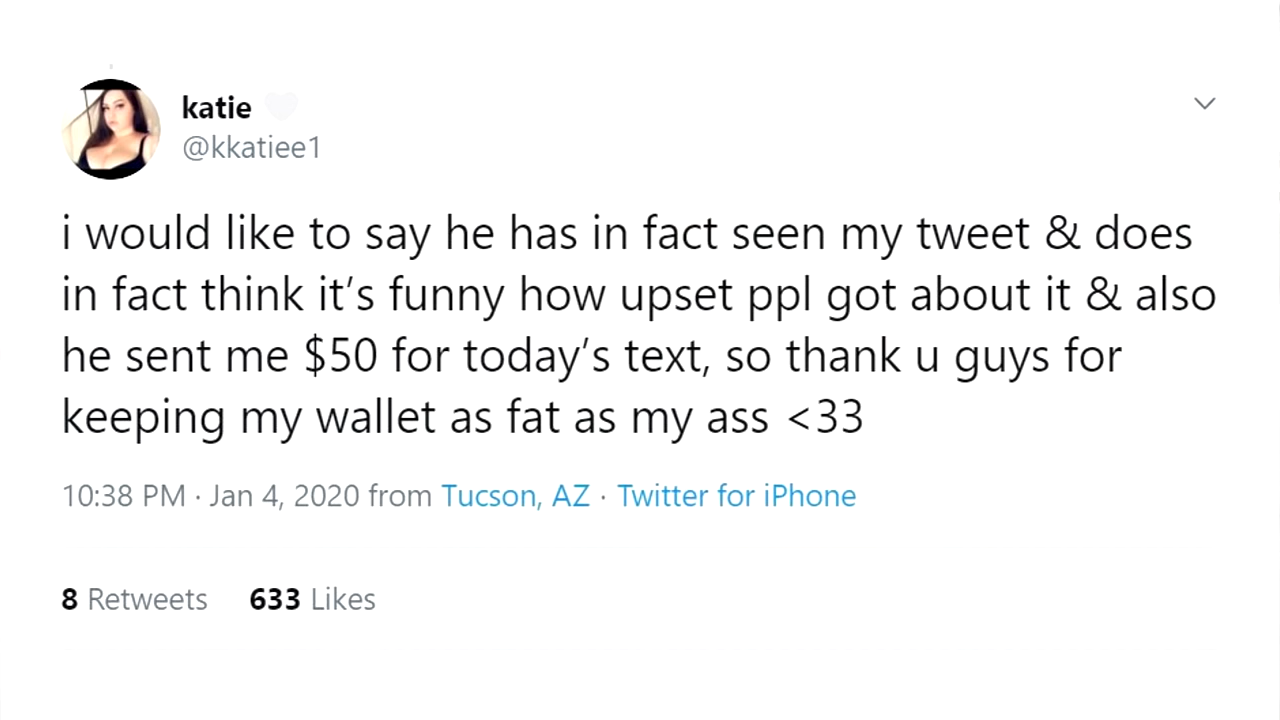 katie 🤍
@kkatiee1
i would like to say he has in fact seen my tweet & does
in fact think it’s funny how upset ppl got about it & also
he sent me $50 for today’s text, so thank u guys for
keeping my wallet as fat as my ass <33
10:38 PM · Jan 4, 2020 from Tucson, AZ · Twitter for iPhone
8 Retweets 633 Likes